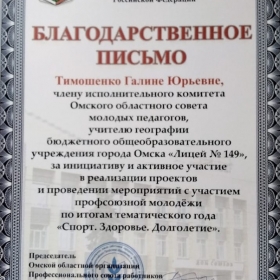 Российской Федерации
БЛАГОДАРСТВЕННОЕ
ПИСЬМО
Тимошенко Галине Юрьевне,
члену исполнительного комитета
Омского областного совета
молодых педагогов,
учителю географии
бюджетного общеобразовательного
учреждения города Омска «Лицей № 149»,
за инициативу и активное участие
в реализации проектов
и проведении мероприятий с участием
профсоюзной молодёжи
по итогам тематического года
«Спорт. Здоровье. Долголетие».
Председатель
Омской областной организации
Профессионального союза работников